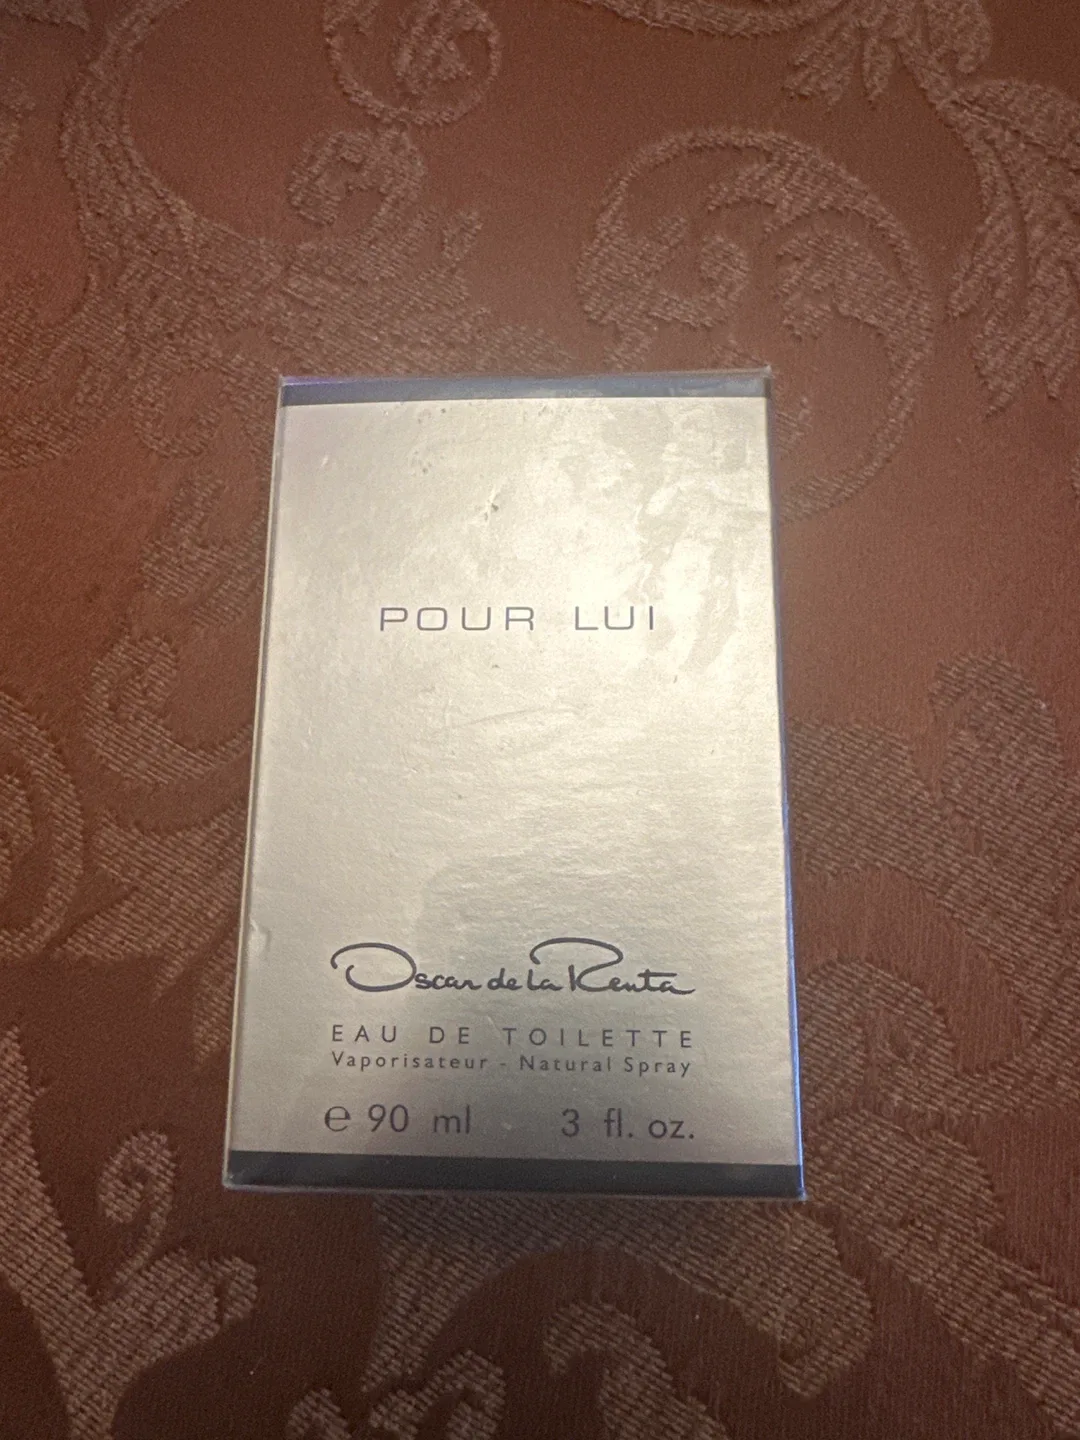 POUR LUI
Oscar de la Renta
EAU DE TOILETTE
Vaporisateur - Natural Spray
℮ 90 ml 3 fl. oz.